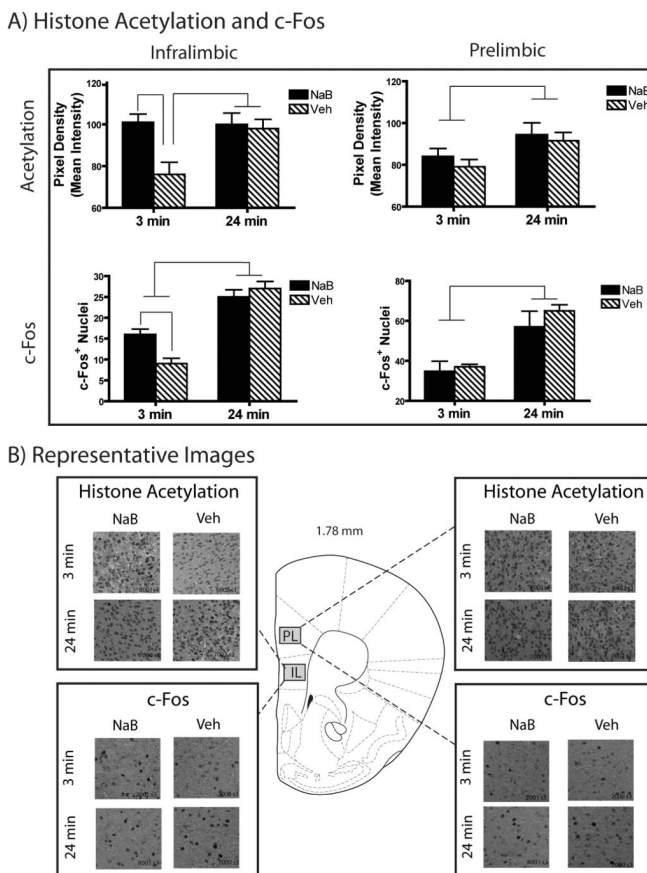 A) Histone Acetylation and c-Fos
Infralimbic
Prelimbic
Acetylation
Pixel Density
(Mean Intensity)
120
100
80
60
3 min
24 min
NaB
Veh
Pixel Density
(Mean Intensity)
120
100
80
60
3 min
24 min
NaB
Veh
c-Fos
c-Fos+ Nuclei
30
25
20
15
10
5
0
3 min
24 min
NaB
Veh
c-Fos+ Nuclei
80
60
40
20
3 min
24 min
NaB
Veh
B) Representative Images
Histone Acetylation
NaB Veh
3 min
24 min
1.78 mm
PL
IL
Histone Acetylation
NaB Veh
3 min
24 min
c-Fos
NaB Veh
3 min
24 min
c-Fos
NaB Veh
3 min
24 min